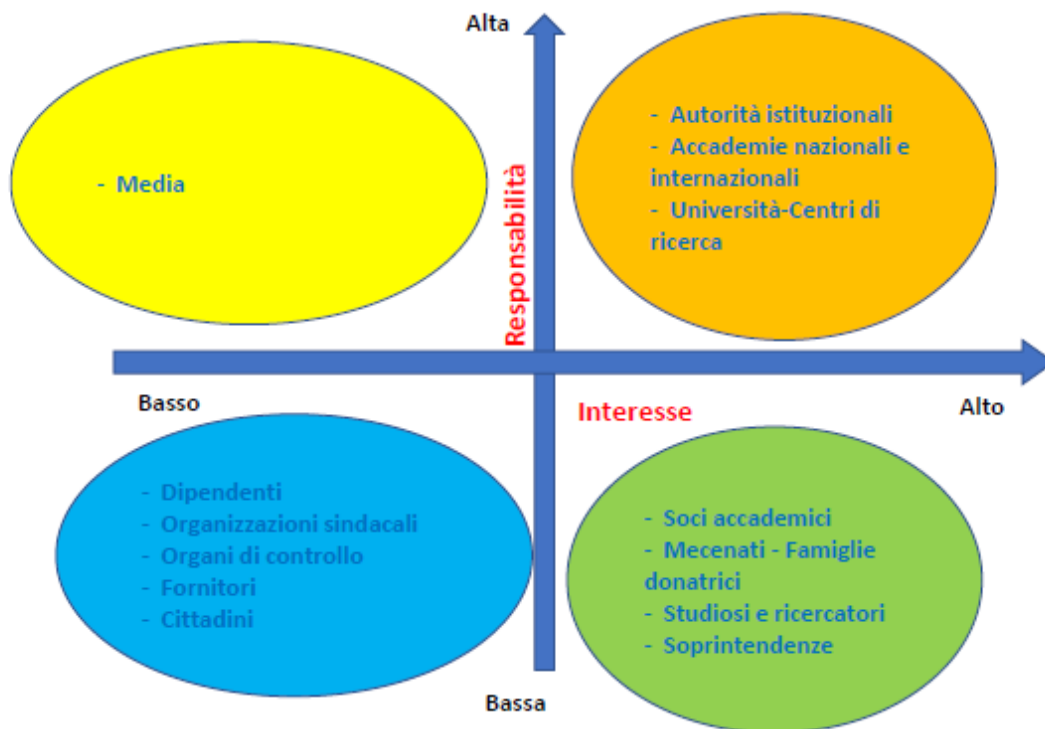 Alta
- Media
Responsabilità
- Autorità istituzionali
- Accademie nazionali e
internazionali
- Università-Centri di
ricerca
Basso
Interesse
Alto
- Dipendenti
- Organizzazioni sindacali
- Organi di controllo
- Fornitori
- Cittadini
- Soci accademici
- Mecenati - Famiglie
donatrici
- Studiosi e ricercatori
- Soprintendenze
Bassa